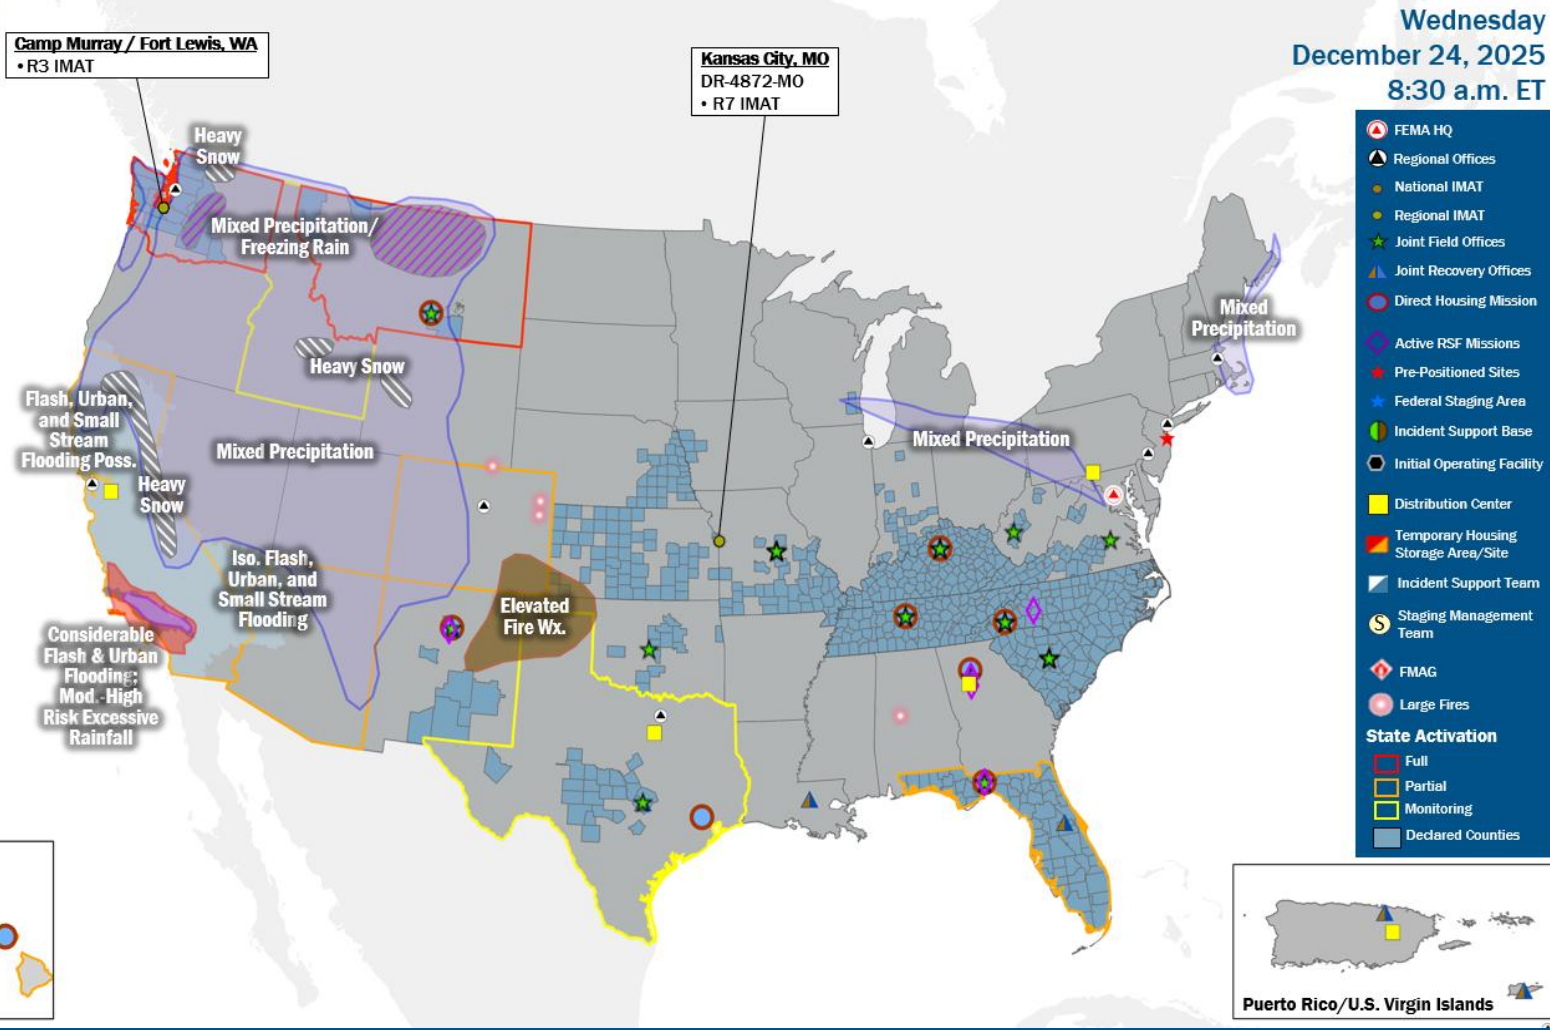 Wednesday
December 24, 2025
8:30 a.m. ET
Camp Murray / Fort Lewis, WA
• R3 IMAT
Kansas City, MO
DR-4872-MO
• R7 IMAT
Heavy
Snow
Mixed Precipitation/
Freezing Rain
Heavy Snow
Flash, Urban,
and Small
Stream
Flooding Poss.
Mixed Precipitation
Heavy
Snow
Iso. Flash,
Urban, and
Small Stream
Flooding
Considerable
Flash & Urban
Flooding;
Mod.-High
Risk Excessive
Rainfall
Elevated
Fire Wx.
Mixed Precipitation
Mixed
Precipitation
FEMA HQ
Regional Offices
National IMAT
Regional IMAT
Joint Field Offices
Joint Recovery Offices
Direct Housing Mission
Active RSF Missions
Pre-Positioned Sites
Federal Staging Area
Incident Support Base
Initial Operating Facility
Distribution Center
Temporary Housing
Storage Area/Site
Incident Support Team
S
Staging Management
Team
FMAG
Large Fires
State Activation
Full
Partial
Monitoring
Declared Counties
Puerto Rico/U.S. Virgin Islands